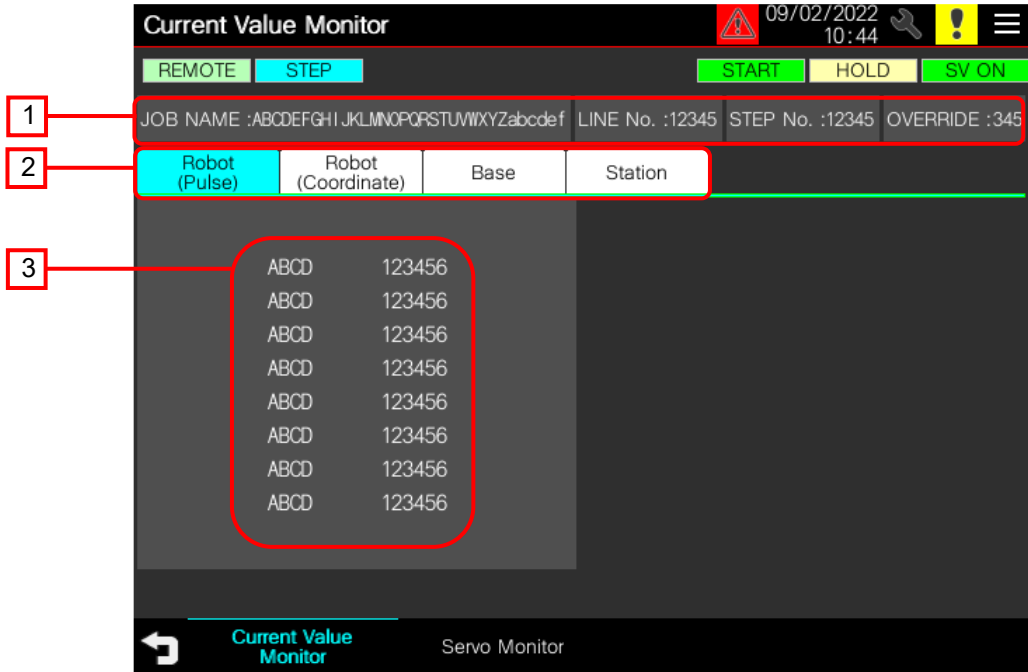 Current Value Monitor
09/02/2022
10:44
REMOTE STEP START HOLD SV ON
1
JOB NAME :ABCDEFGHIJKLMNOPQRSTUVWXYZabcdef LINE No. :12345 STEP No. :12345 OVERRIDE :345
2
Robot
(Pulse)
Robot
(Coordinate)
Base
Station
3
ABCD 123456
ABCD 123456
ABCD 123456
ABCD 123456
ABCD 123456
ABCD 123456
ABCD 123456
ABCD 123456
Current Value
Monitor
Servo Monitor